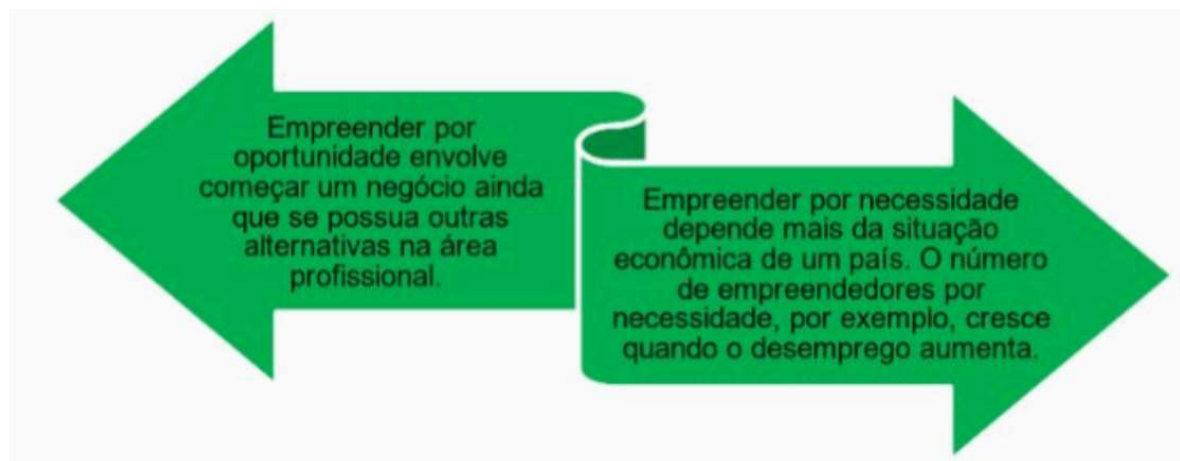 Empreender por
oportunidade envolve
começar um negócio ainda
que se possua outras
alternativas na área
profissional.
Empreender por necessidade
depende mais da situação
econômica de um país. O número
de empreendedores por
necessidade, por exemplo, cresce
quando o desemprego aumenta.